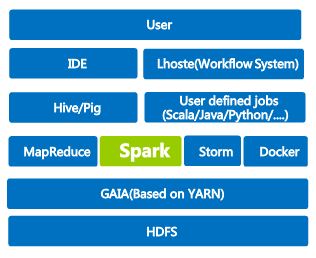 User
IDE
Lhoste(Workflow System)
Hive/Pig
User defined jobs
(Scala/Java/Python/....)
MapReduce
Spark
Storm
Docker
GAIA(Based on YARN)
HDFS